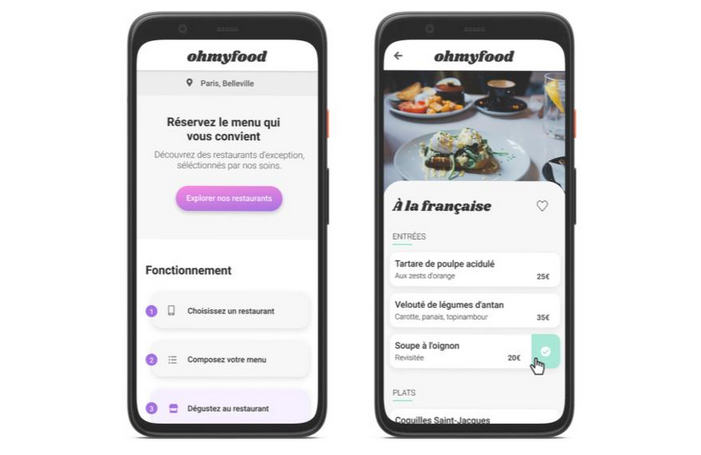 ohmyfood
Paris, Belleville
Réservez le menu qui
vous convient
Découvrez des restaurants d'exception,
séléctionnés par nos soins.
Explorer nos restaurants
Fonctionnement
1 Choisissez un restaurant
2 Composez votre menu
3 Dégustez au restaurant
ohmyfood
À la française
ENTRÉES
Tartare de poulpe acidulé
Aux zests d'orange 25€
Velouté de légumes d'antan
Carotte, panais, topinambour 35€
Soupe à l'oignon
Revisitée 20€
PLATS
Coquilles Saint-Jacques